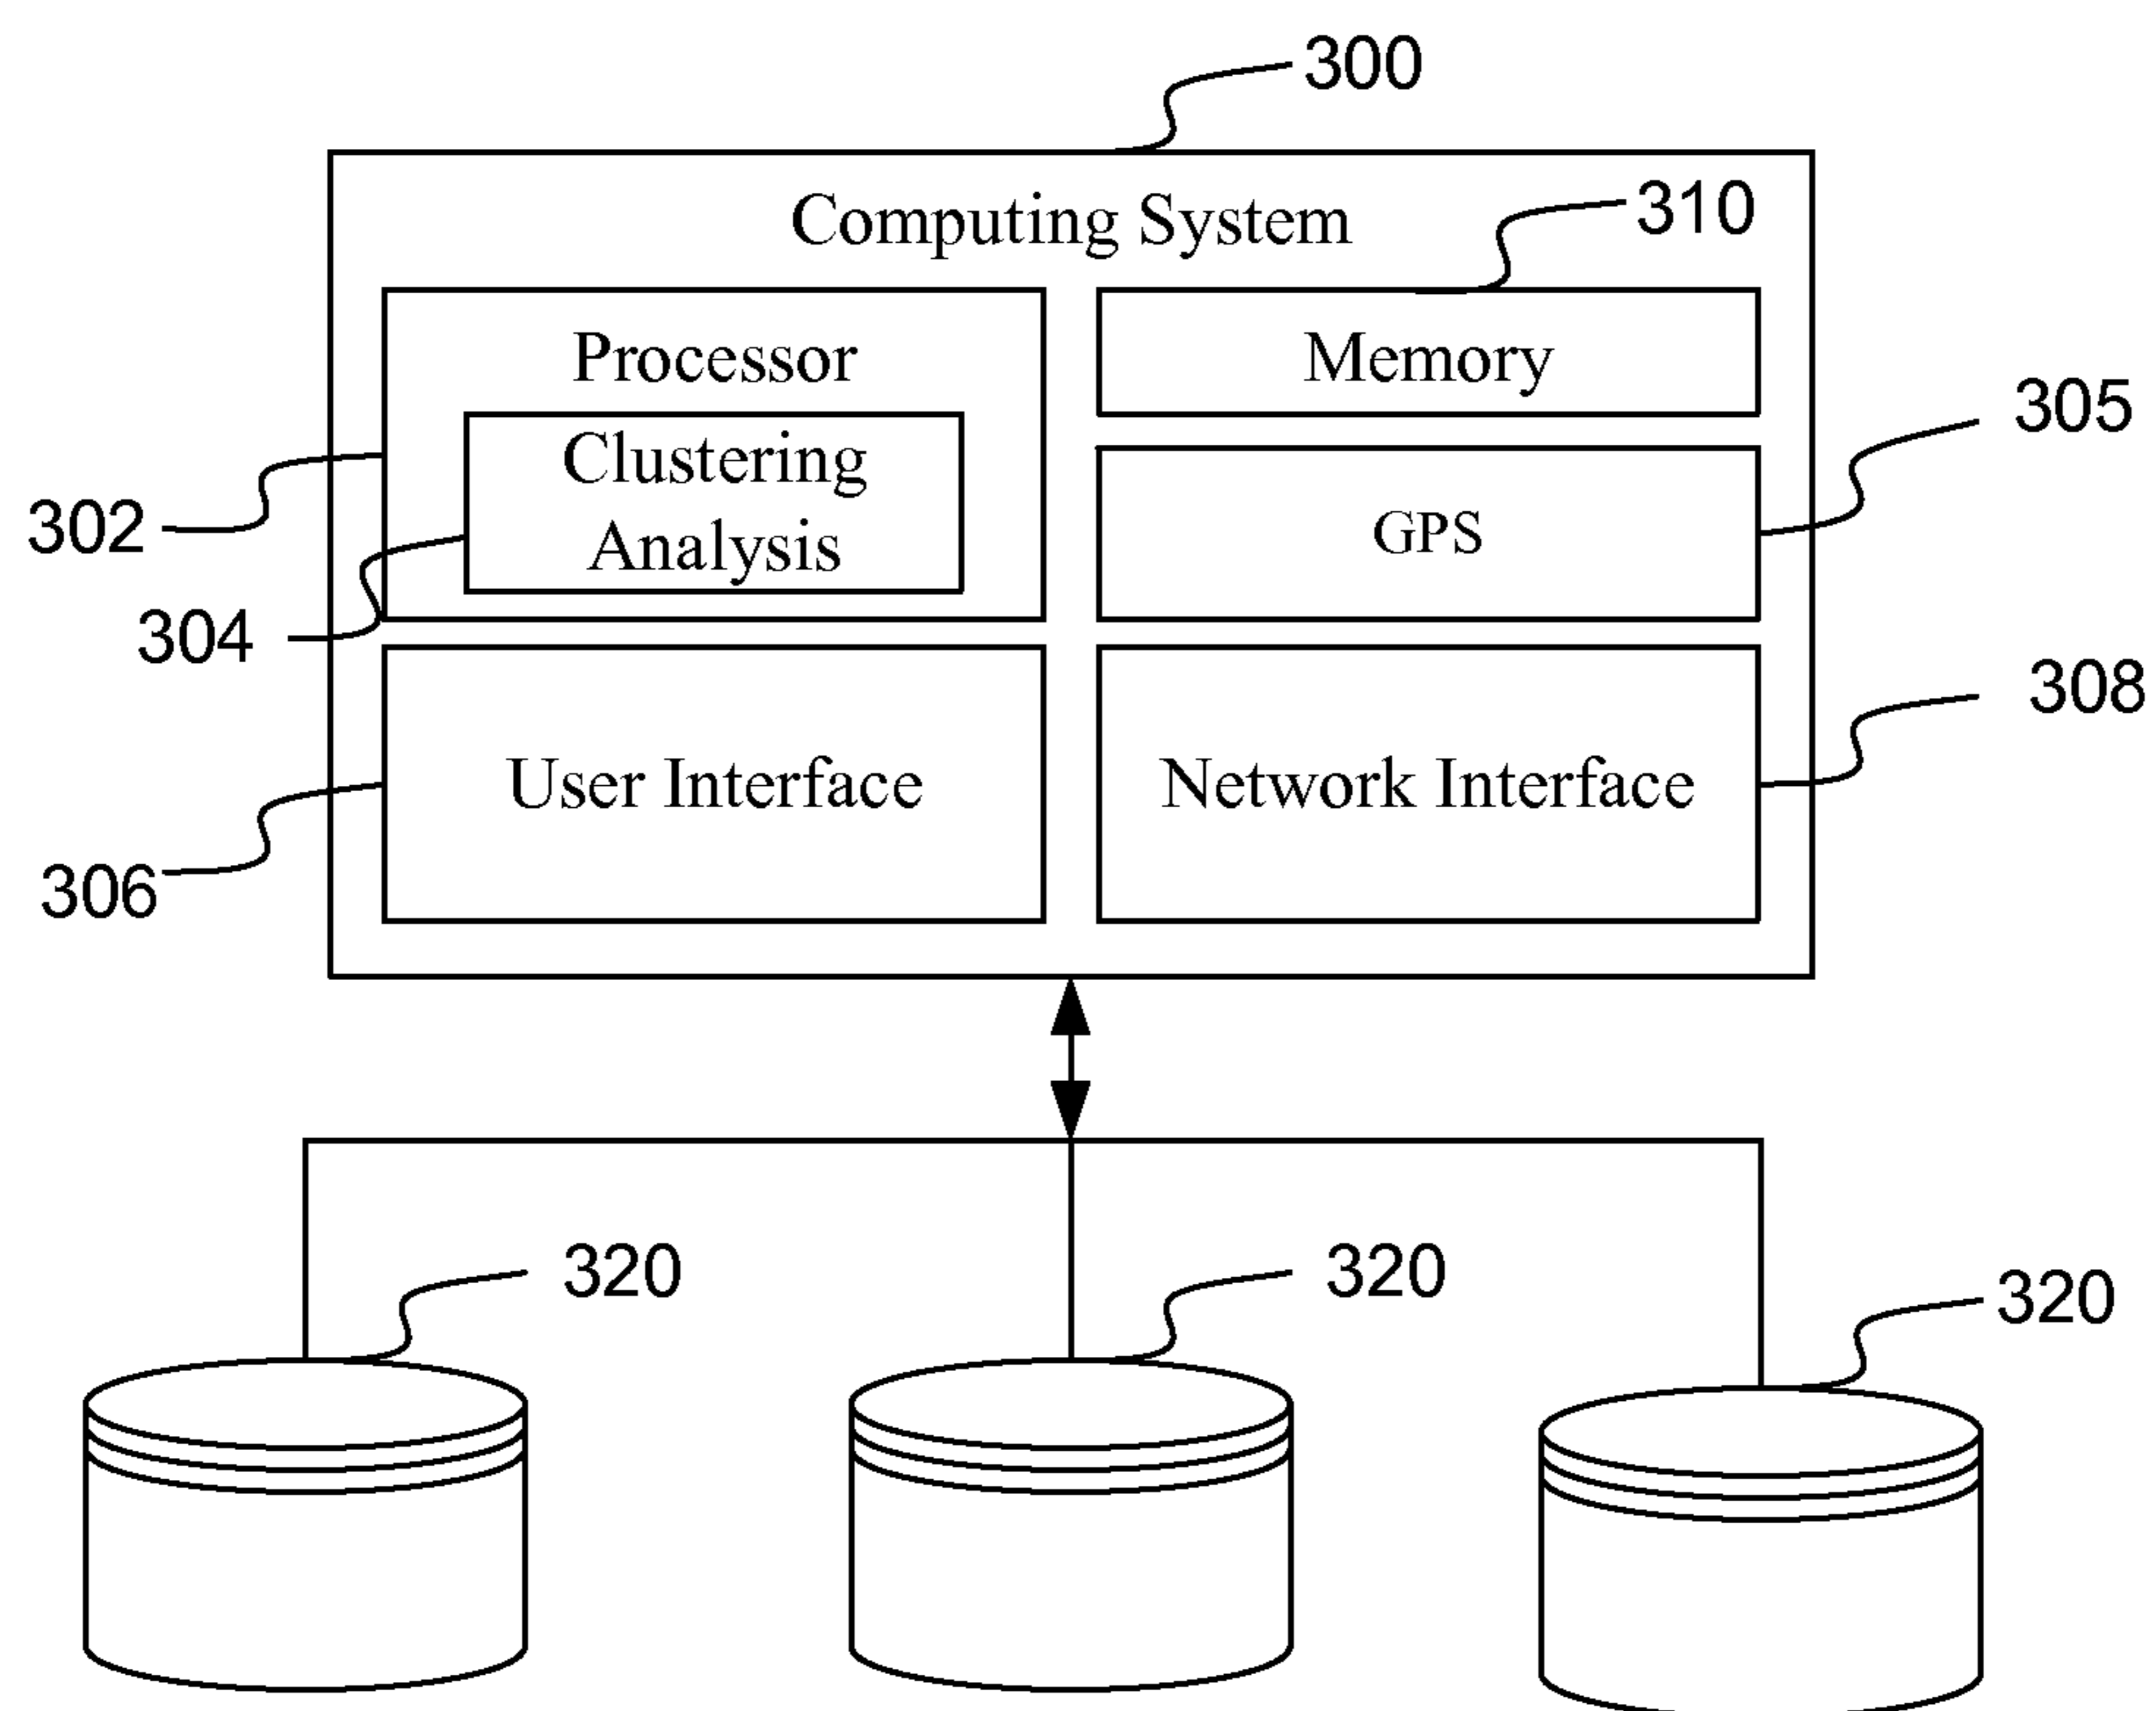 300
Computing System
310
Processor
Memory
305
Clustering
Analysis
302
GPS
304
308
User Interface
Network Interface
306
320
320
320